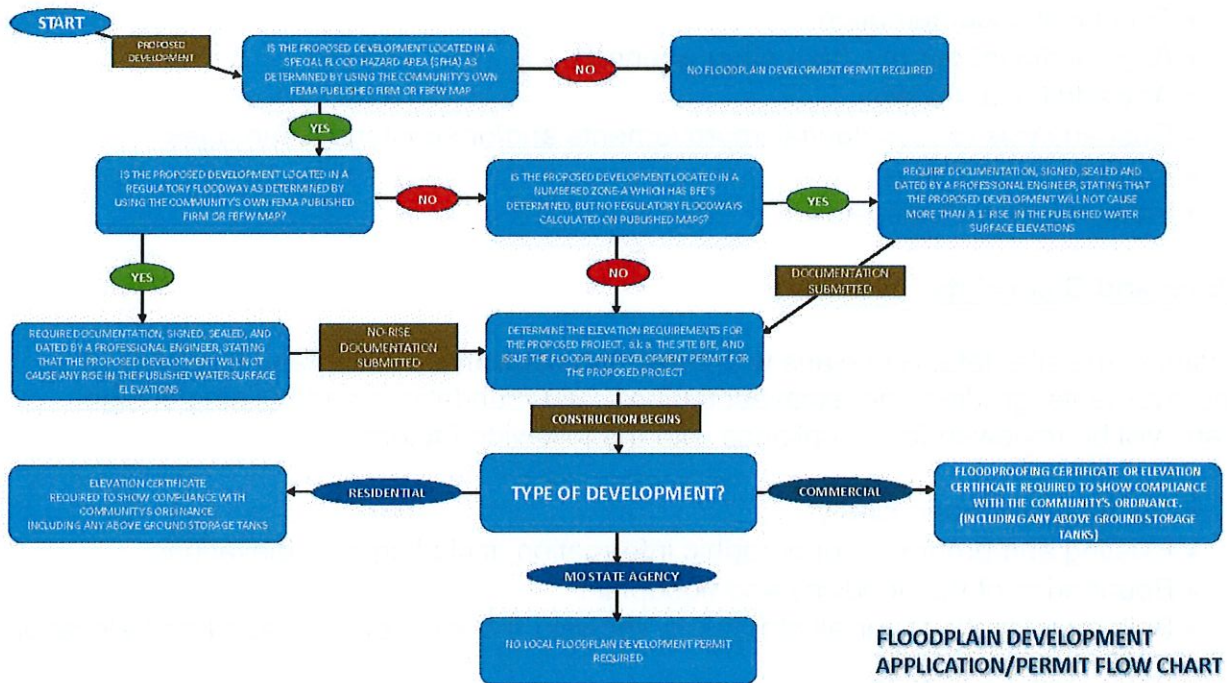 START
PROPOSED
DEVELOPMENT
IS THE PROPOSED DEVELOPMENT LOCATED IN A
SPECIAL FLOOD HAZARD AREA (SFHA) AS
DETERMINED BY USING THE COMMUNITY'S OWN
FEMA PUBLISHED FIRM OR FBFW MAP
NO
NO FLOODPLAIN DEVELOPMENT PERMIT REQUIRED
YES
IS THE PROPOSED DEVELOPMENT LOCATED IN A
REGULATORY FLOODWAY AS DETERMINED BY
USING THE COMMUNITY'S OWN FEMA PUBLISHED
FIRM OR FBFW MAP?
NO
IS THE PROPOSED DEVELOPMENT LOCATED IN A
NUMBERED ZONE-A WHICH HAS BFE'S
DETERMINED, BUT NO REGULATORY FLOODWAYS
CALCULATED ON PUBLISHED MAPS?
YES
REQUIRE DOCUMENTATION, SIGNED, SEALED AND
DATED BY A PROFESSIONAL ENGINEER, STATING THAT
THE PROPOSED DEVELOPMENT WILL NOT CAUSE
MORE THAN A 1' RISE IN THE PUBLISHED WATER
SURFACE ELEVATIONS
YES
NO
DOCUMENTATION
SUBMITTED
REQUIRE DOCUMENTATION, SIGNED, SEALED, AND
DATED BY A PROFESSIONAL ENGINEER, STATING
THAT THE PROPOSED DEVELOPMENT WILL NOT
CAUSE ANY RISE IN THE PUBLISHED WATER SURFACE
ELEVATIONS
NO-RISE
DOCUMENTATION
SUBMITTED
DETERMINE THE ELEVATION REQUIREMENTS FOR
THE PROPOSED PROJECT, a.k.a. THE SITE BFE, AND
ISSUE THE FLOODPLAIN DEVELOPMENT PERMIT FOR
THE PROPOSED PROJECT
CONSTRUCTION BEGINS
ELEVATION CERTIFICATE
REQUIRED TO SHOW COMPLIANCE WITH
COMMUNITY'S ORDINANCE
INCLUDING ANY ABOVE GROUND STORAGE TANKS
RESIDENTIAL
TYPE OF DEVELOPMENT?
COMMERCIAL
FLOODPROOFING CERTIFICATE OR ELEVATION
CERTIFICATE REQUIRED TO SHOW COMPLIANCE
WITH THE COMMUNITY'S ORDINANCE.
(INCLUDING ANY ABOVE GROUND STORAGE
TANKS)
MO STATE AGENCY
NO LOCAL FLOODPLAIN DEVELOPMENT PERMIT
REQUIRED
FLOODPLAIN DEVELOPMENT
APPLICATION/PERMIT FLOW CHART